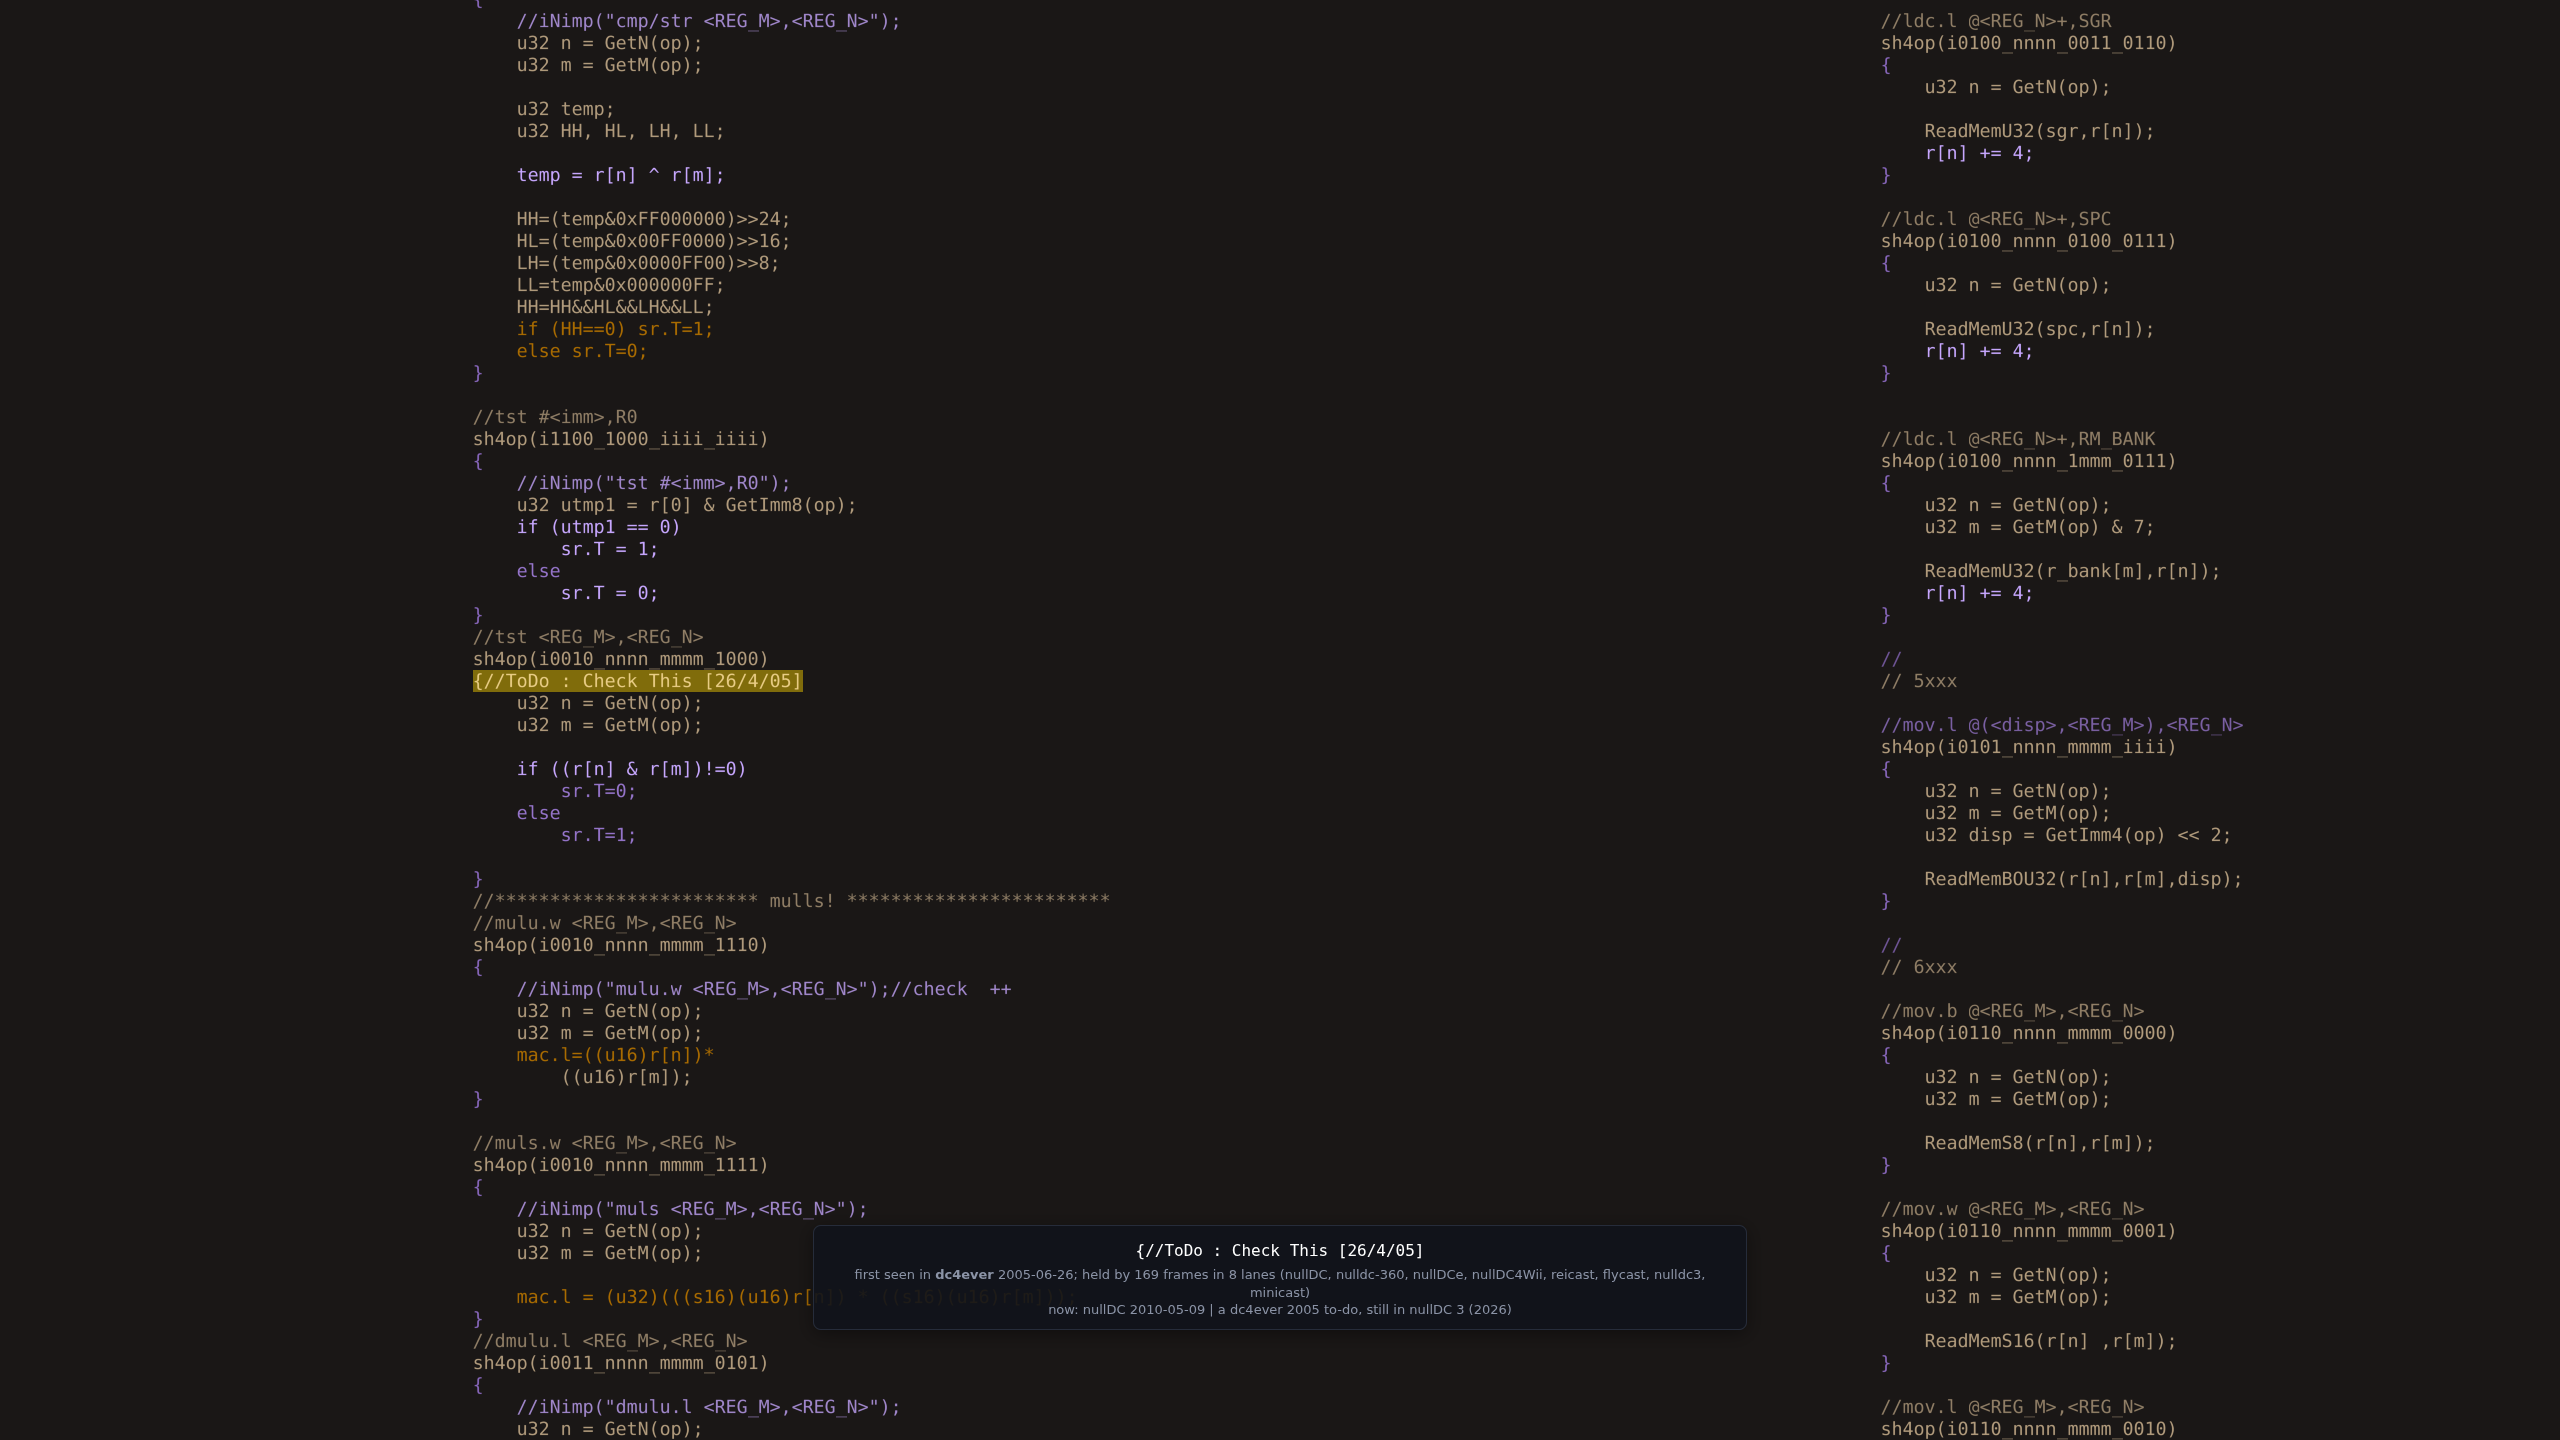 {
    //iNimp("cmp/str <REG_M>,<REG_N>");
    u32 n = GetN(op);
    u32 m = GetM(op);

    u32 temp;
    u32 HH, HL, LH, LL;

    temp = r[n] ^ r[m];

    HH=(temp&0xFF000000)>>24;
    HL=(temp&0x00FF0000)>>16;
    LH=(temp&0x0000FF00)>>8;
    LL=temp&0x000000FF;
    HH=HH&&HL&&LH&&LL;
    if (HH==0) sr.T=1;
    else sr.T=0;
}

//tst #<imm>,R0
sh4op(i1100_1000_iiii_iiii)
{
    //iNimp("tst #<imm>,R0");
    u32 utmp1 = r[0] & GetImm8(op);
    if (utmp1 == 0)
        sr.T = 1;
    else
        sr.T = 0;
}
//tst <REG_M>,<REG_N>
sh4op(i0010_nnnn_mmmm_1000)
{//ToDo : Check This [26/4/05]
    u32 n = GetN(op);
    u32 m = GetM(op);

    if ((r[n] & r[m])!=0)
        sr.T=0;
    else
        sr.T=1;

}
//************************ mulls! ************************
//mulu.w <REG_M>,<REG_N>
sh4op(i0010_nnnn_mmmm_1110)
{
    //iNimp("mulu.w <REG_M>,<REG_N>");//check  ++
    u32 n = GetN(op);
    u32 m = GetM(op);
    mac.l=((u16)r[n])*
        ((u16)r[m]);
}

//muls.w <REG_M>,<REG_N>
sh4op(i0010_nnnn_mmmm_1111)
{
    //iNimp("muls <REG_M>,<REG_N>");
    u32 n = GetN(op);
    u32 m = GetM(op);

    mac.l = (u32)(((s16)(u16)r[n]) * ((s16)(u16)r[m]));
}
//dmulu.l <REG_M>,<REG_N>
sh4op(i0011_nnnn_mmmm_0101)
{
    //iNimp("dmulu.l <REG_M>,<REG_N>");
    u32 n = GetN(op);

//ldc.l @<REG_N>+,SGR
sh4op(i0100_nnnn_0011_0110)
{
    u32 n = GetN(op);

    ReadMemU32(sgr,r[n]);
    r[n] += 4;
}

//ldc.l @<REG_N>+,SPC
sh4op(i0100_nnnn_0100_0111)
{
    u32 n = GetN(op);

    ReadMemU32(spc,r[n]);
    r[n] += 4;
}


//ldc.l @<REG_N>+,RM_BANK
sh4op(i0100_nnnn_1mmm_0111)
{
    u32 n = GetN(op);
    u32 m = GetM(op) & 7;

    ReadMemU32(r_bank[m],r[n]);
    r[n] += 4;
}

//
// 5xxx

//mov.l @(<disp>,<REG_M>),<REG_N>
sh4op(i0101_nnnn_mmmm_iiii)
{
    u32 n = GetN(op);
    u32 m = GetM(op);
    u32 disp = GetImm4(op) << 2;

    ReadMemBOU32(r[n],r[m],disp);
}

//
// 6xxx

//mov.b @<REG_M>,<REG_N>
sh4op(i0110_nnnn_mmmm_0000)
{
    u32 n = GetN(op);
    u32 m = GetM(op);

    ReadMemS8(r[n],r[m]);
}

//mov.w @<REG_M>,<REG_N>
sh4op(i0110_nnnn_mmmm_0001)
{
    u32 n = GetN(op);
    u32 m = GetM(op);

    ReadMemS16(r[n] ,r[m]);
}

//mov.l @<REG_M>,<REG_N>
sh4op(i0110_nnnn_mmmm_0010)

{//ToDo : Check This [26/4/05]
first seen in dc4ever 2005-06-26; held by 169 frames in 8 lanes (nullDC, nulldc-360, nullDCe, nullDC4Wii, reicast, flycast, nulldc3,
minicast)
now: nullDC 2010-05-09 | a dc4ever 2005 to-do, still in nullDC 3 (2026)